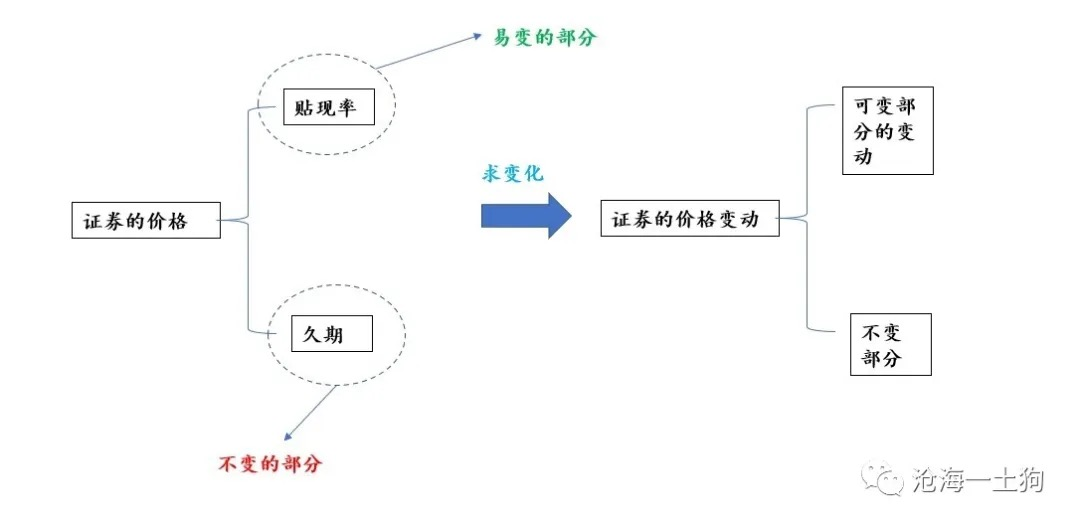 易变的部分
贴现率
证券的价格
久期
不变的部分
求变化
可变部
分的变
动
证券的价格变动
不变
部分
沧海一土狗